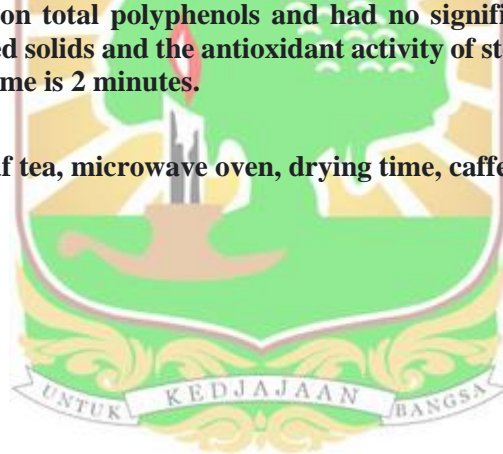 on total polyphenols and had no signifi
ed solids and the antioxidant activity of st
me is 2 minutes.
f tea, microwave oven, drying time, caffe
UNTUK KEDJAJAAN BANGSA